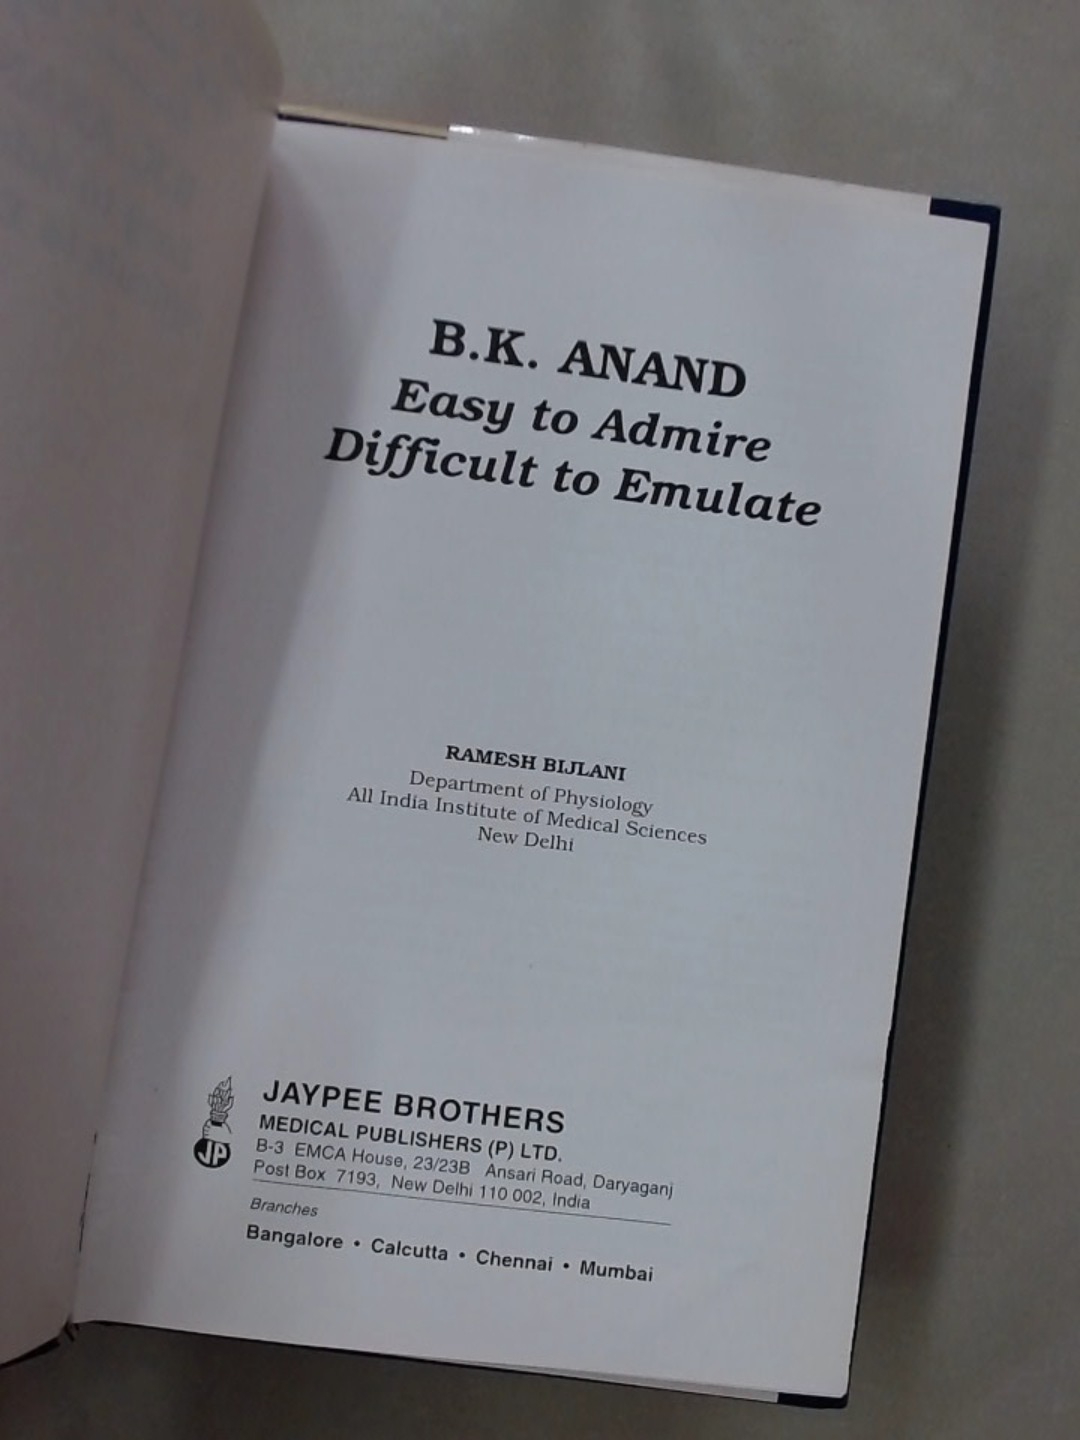 B.K. ANAND
Easy to Admire
Difficult to Emulate
RAMESH BIJLANI
Department of Physiology
All India Institute of Medical Sciences
New Delhi
JP
JAYPEE BROTHERS
MEDICAL PUBLISHERS (P) LTD.
B-3 EMCA House, 23/23B Ansari Road, Daryaganj
Post Box 7193, New Delhi 110 002, India
Branches
Bangalore • Calcutta • Chennai • Mumbai